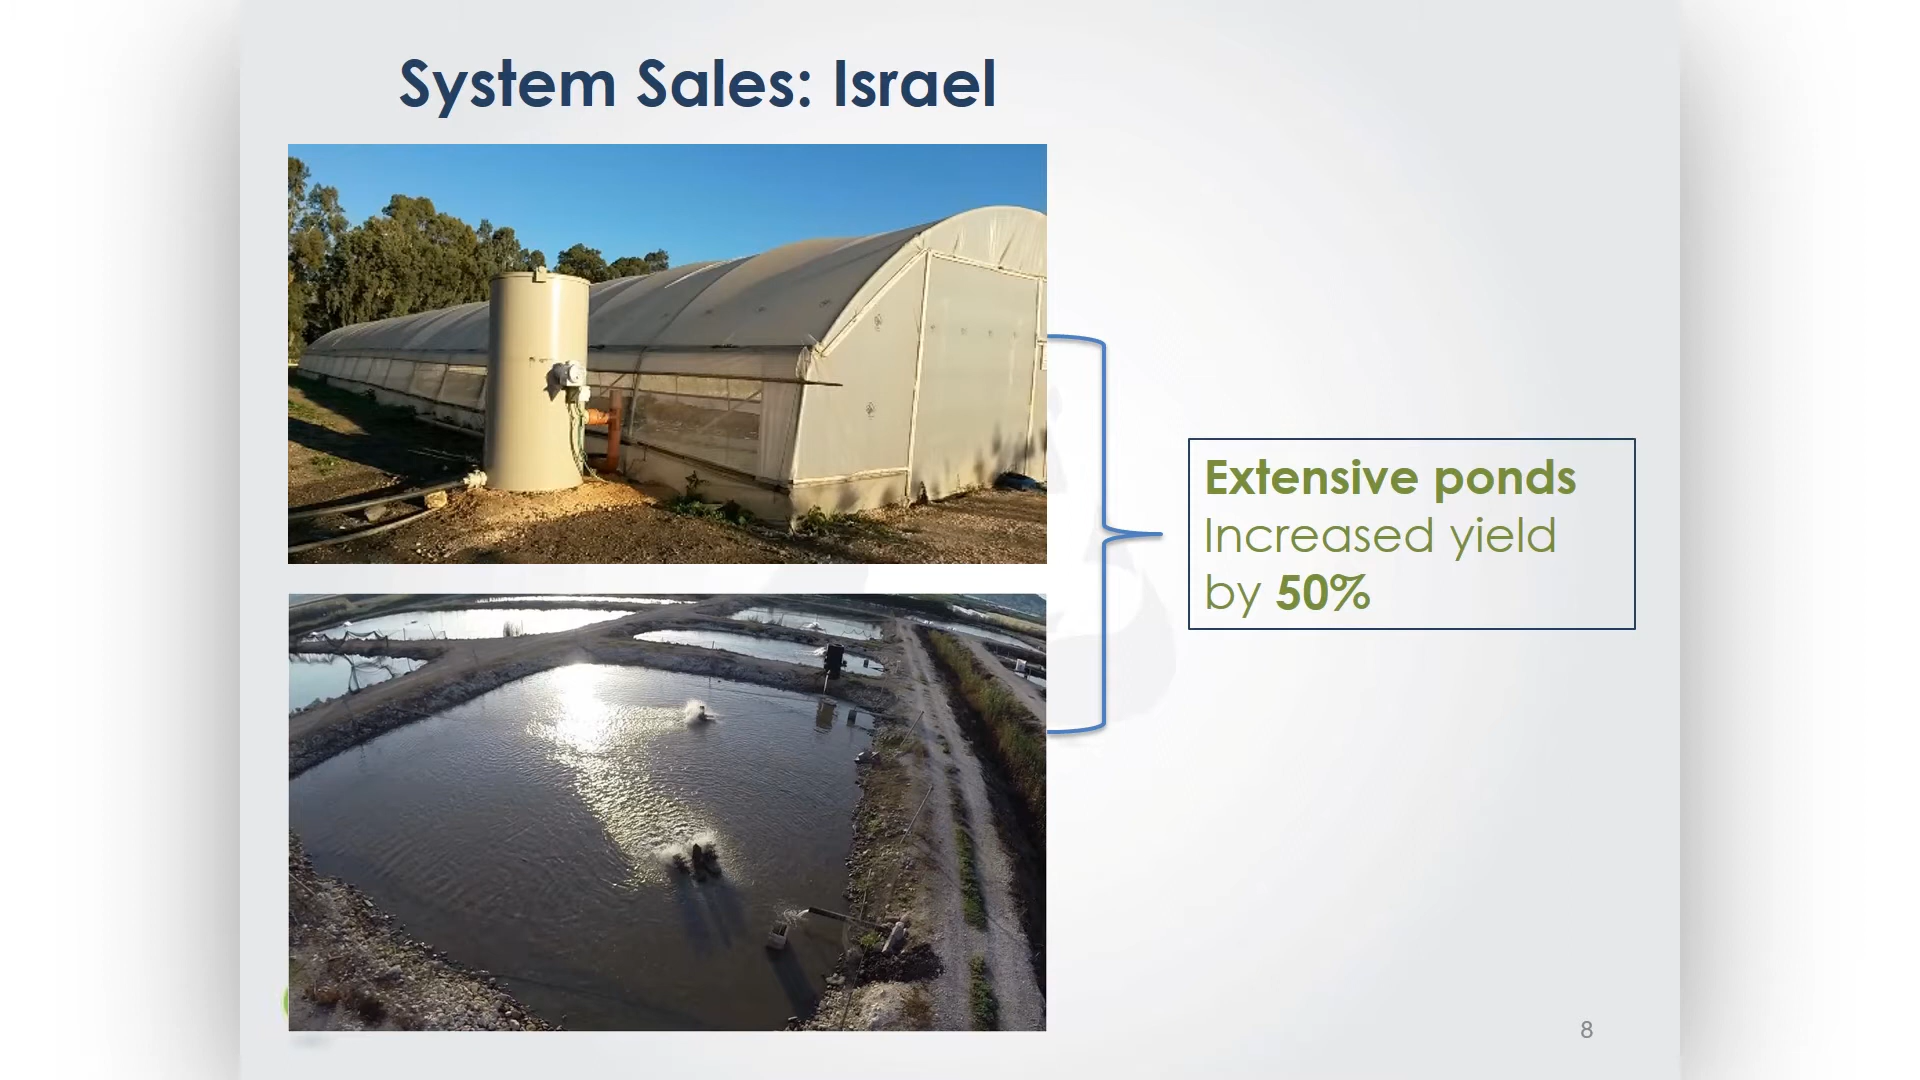 System Sales: Israel
Extensive ponds
Increased yield
by 50%
8